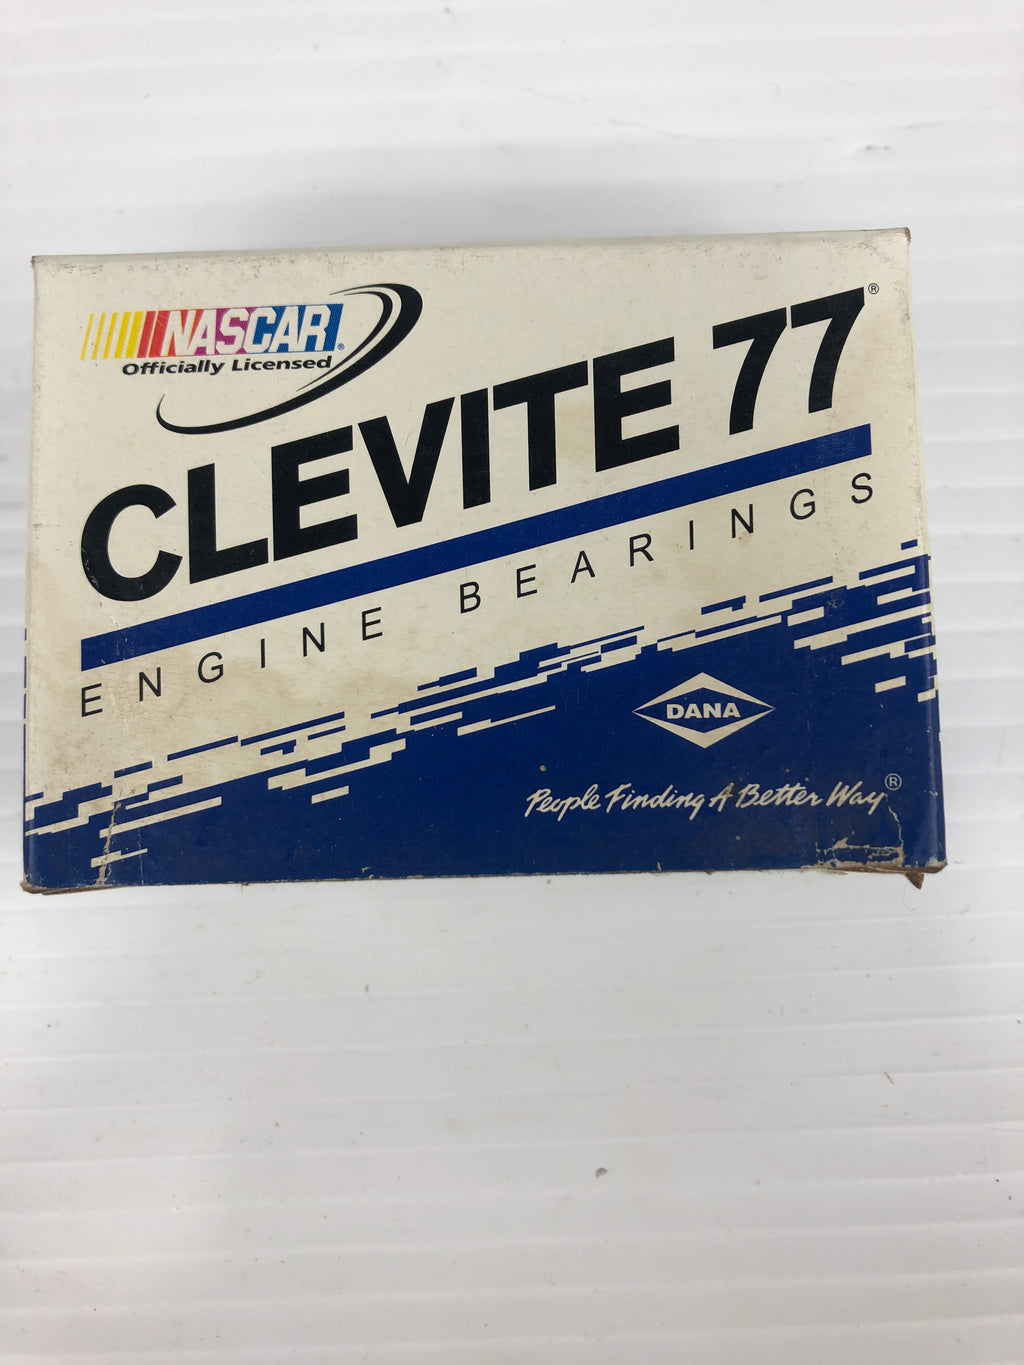 NASCAR®
Officially Licensed
CLEVITE 77®
ENGINE BEARINGS
DANA
People Finding A Better Way®